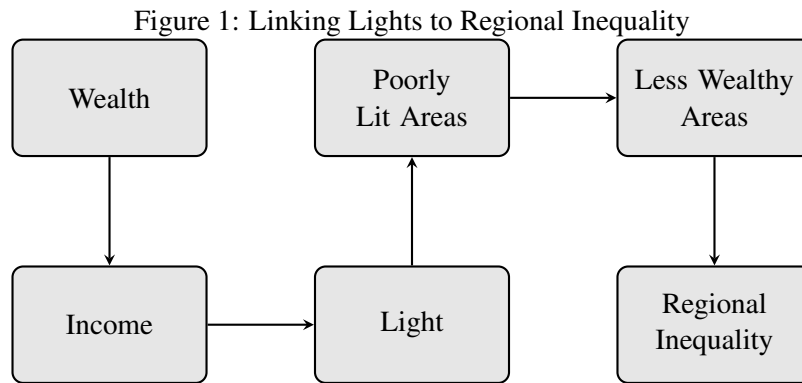 Figure 1: Linking Lights to Regional Inequality
Wealth
Poorly
Lit Areas
Less Wealthy
Areas
Income
Light
Regional
Inequality